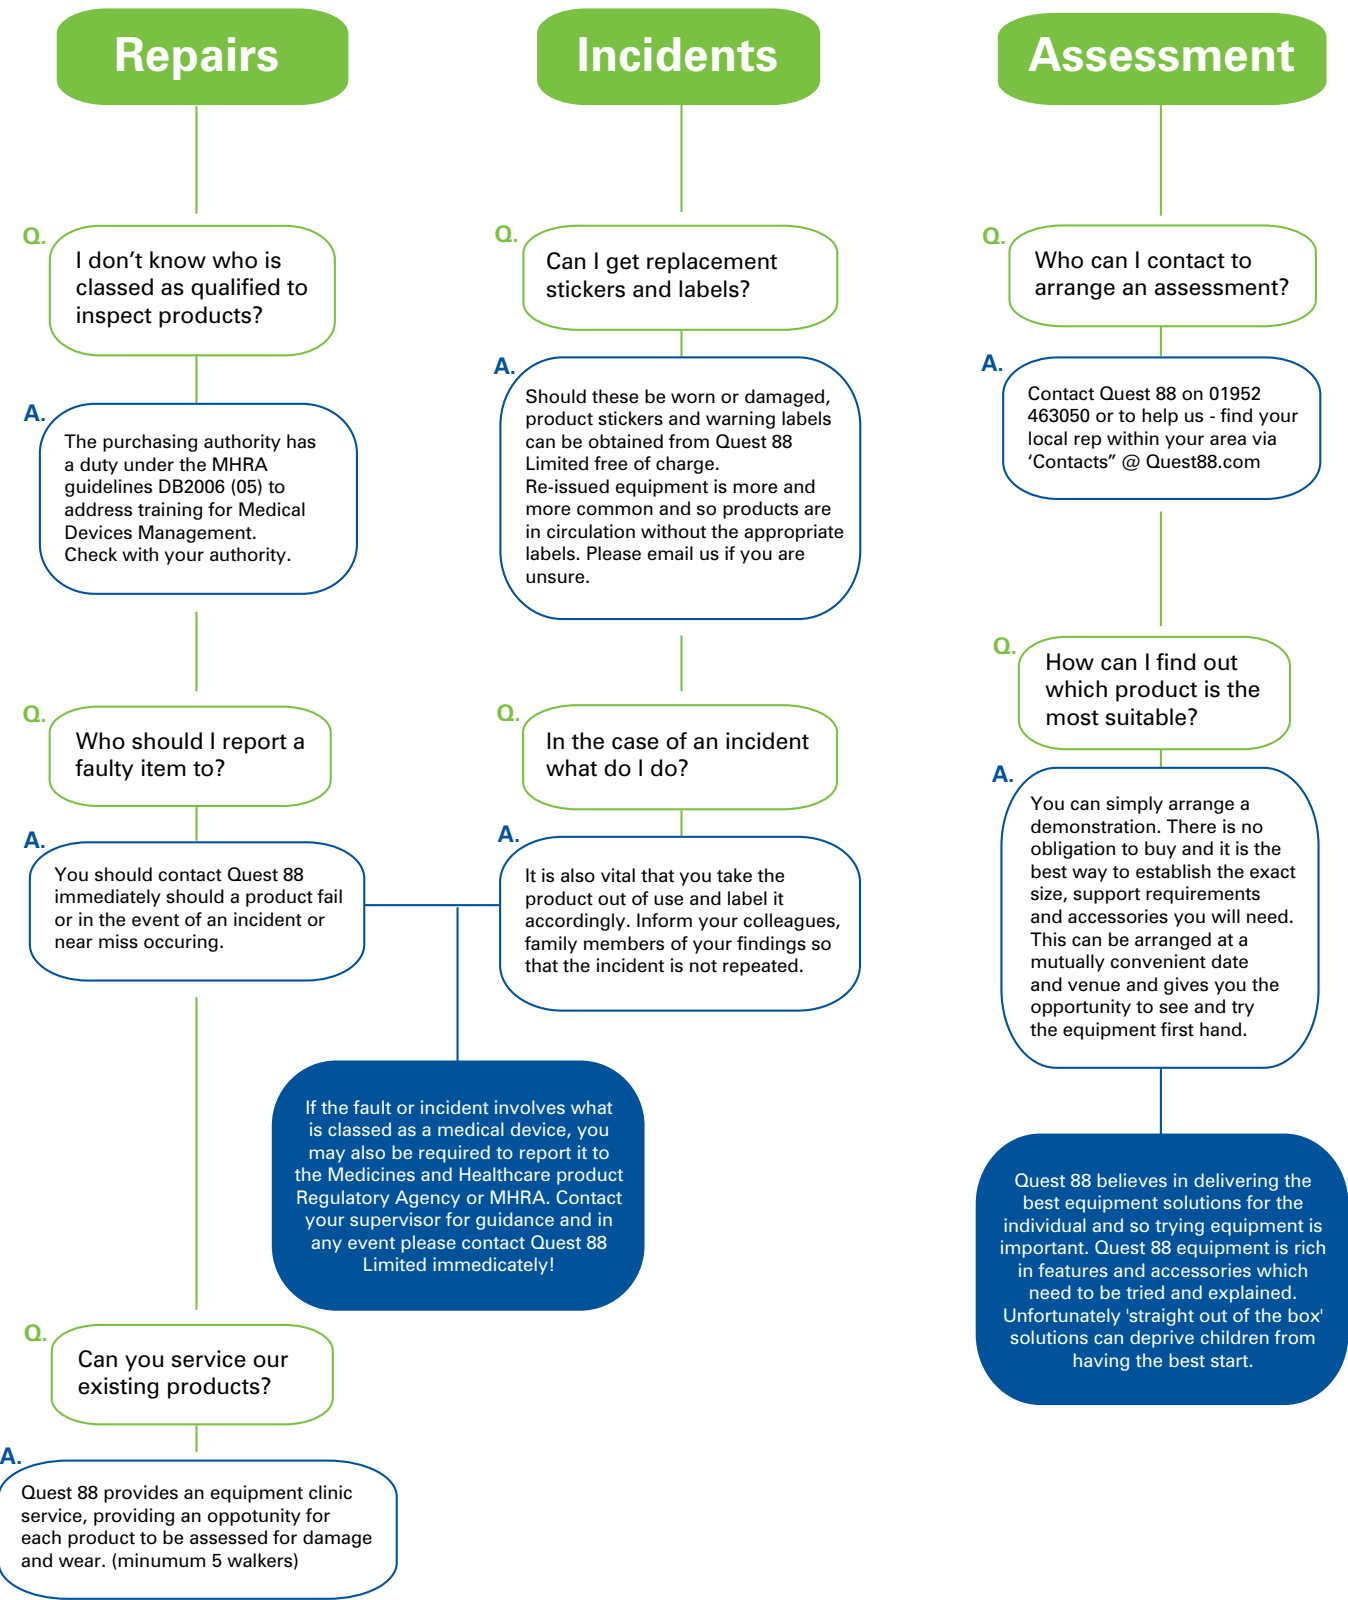 Repairs
Q.
I don’t know who is
classed as qualified to
inspect products?
A.
The purchasing authority has
a duty under the MHRA
guidelines DB2006 (05) to
address training for Medical
Devices Management.
Check with your authority.
Q.
Who should I report a
faulty item to?
A.
You should contact Quest 88
immediately should a product fail
or in the event of an incident or
near miss occuring.
Q.
Can you service our
existing products?
A.
Quest 88 provides an equipment clinic
service, providing an oppotunity for
each product to be assessed for damage
and wear. (minumum 5 walkers)
Incidents
Q.
Can I get replacement
stickers and labels?
A.
Should these be worn or damaged,
product stickers and warning labels
can be obtained from Quest 88
Limited free of charge.
Re-issued equipment is more and
more common and so products are
in circulation without the appropriate
labels. Please email us if you are
unsure.
Q.
In the case of an incident
what do I do?
A.
It is also vital that you take the
product out of use and label it
accordingly. Inform your colleagues,
family members of your findings so
that the incident is not repeated.
If the fault or incident involves what
is classed as a medical device, you
may also be required to report it to
the Medicines and Healthcare product
Regulatory Agency or MHRA. Contact
your supervisor for guidance and in
any event please contact Quest 88
Limited immedicately!
Assessment
Q.
Who can I contact to
arrange an assessment?
A.
Contact Quest 88 on 01952
463050 or to help us - find your
local rep within your area via
‘Contacts” @ Quest88.com
Q.
How can I find out
which product is the
most suitable?
A.
You can simply arrange a
demonstration. There is no
obligation to buy and it is the
best way to establish the exact
size, support requirements
and accessories you will need.
This can be arranged at a
mutually convenient date
and venue and gives you the
opportunity to see and try
the equipment first hand.
Quest 88 believes in delivering the
best equipment solutions for the
individual and so trying equipment is
important. Quest 88 equipment is rich
in features and accessories which
need to be tried and explained.
Unfortunately 'straight out of the box'
solutions can deprive children from
having the best start.